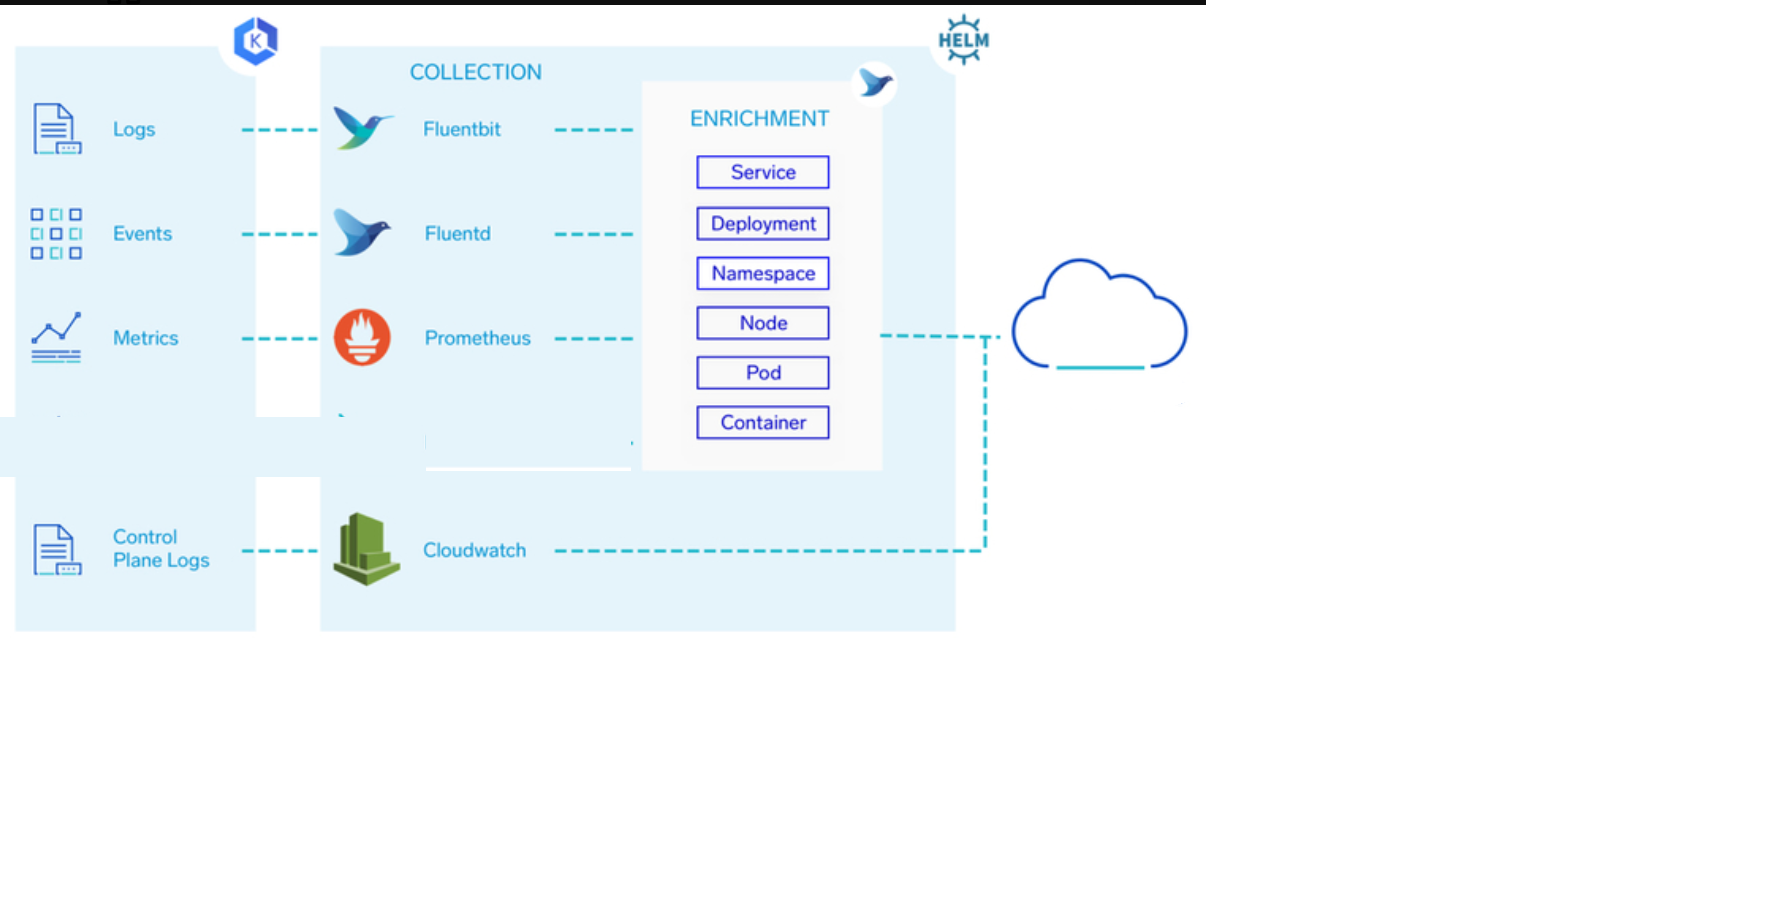 K
HELM
COLLECTION
Logs
Fluentbit
ENRICHMENT
Service
Events
Fluentd
Deployment
Namespace
Metrics
Prometheus
Node
Pod
Container
Control
Plane Logs
Cloudwatch